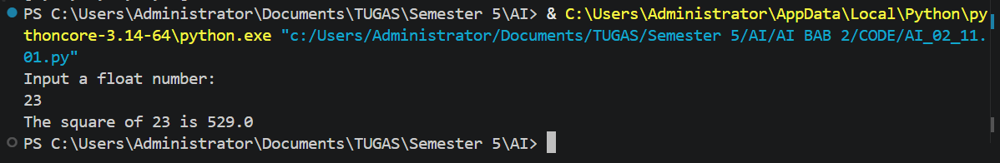 PS C:\Users\Administrator\Documents\TUGAS\Semester 5\AI> & C:\Users\Administrator\AppData\Local\Python\py
thoncore-3.14-64\python.exe "c:/Users/Administrator/Documents/TUGAS/Semester 5/AI/AI BAB 2/CODE/AI_02_11.
01.py"
Input a float number:
23
The square of 23 is 529.0
PS C:\Users\Administrator\Documents\TUGAS\Semester 5\AI>